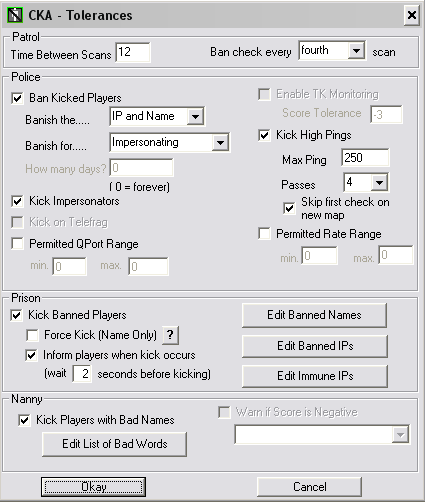 CKA - Tolerances
Patrol
Time Between Scans 12 Ban check every fourth scan
Police
Ban Kicked Players
Banish the..... IP and Name
Banish for..... Impersonating
How many days? 0
( 0 = forever)
Kick Impersonators
Kick on Telefrag
Permitted QPort Range
min. 0 max. 0
Enable TK Monitoring
Score Tolerance -3
Kick High Pings
Max Ping 250
Passes 4
Skip first check on
new map
Permitted Rate Range
min. 0 max. 0
Prison
Kick Banned Players
Force Kick (Name Only) ?
Inform players when kick occurs
(wait 2 seconds before kicking)
Edit Banned Names
Edit Banned IPs
Edit Immune IPs
Nanny
Kick Players with Bad Names
Edit List of Bad Words
Warn if Score is Negative
Okay Cancel